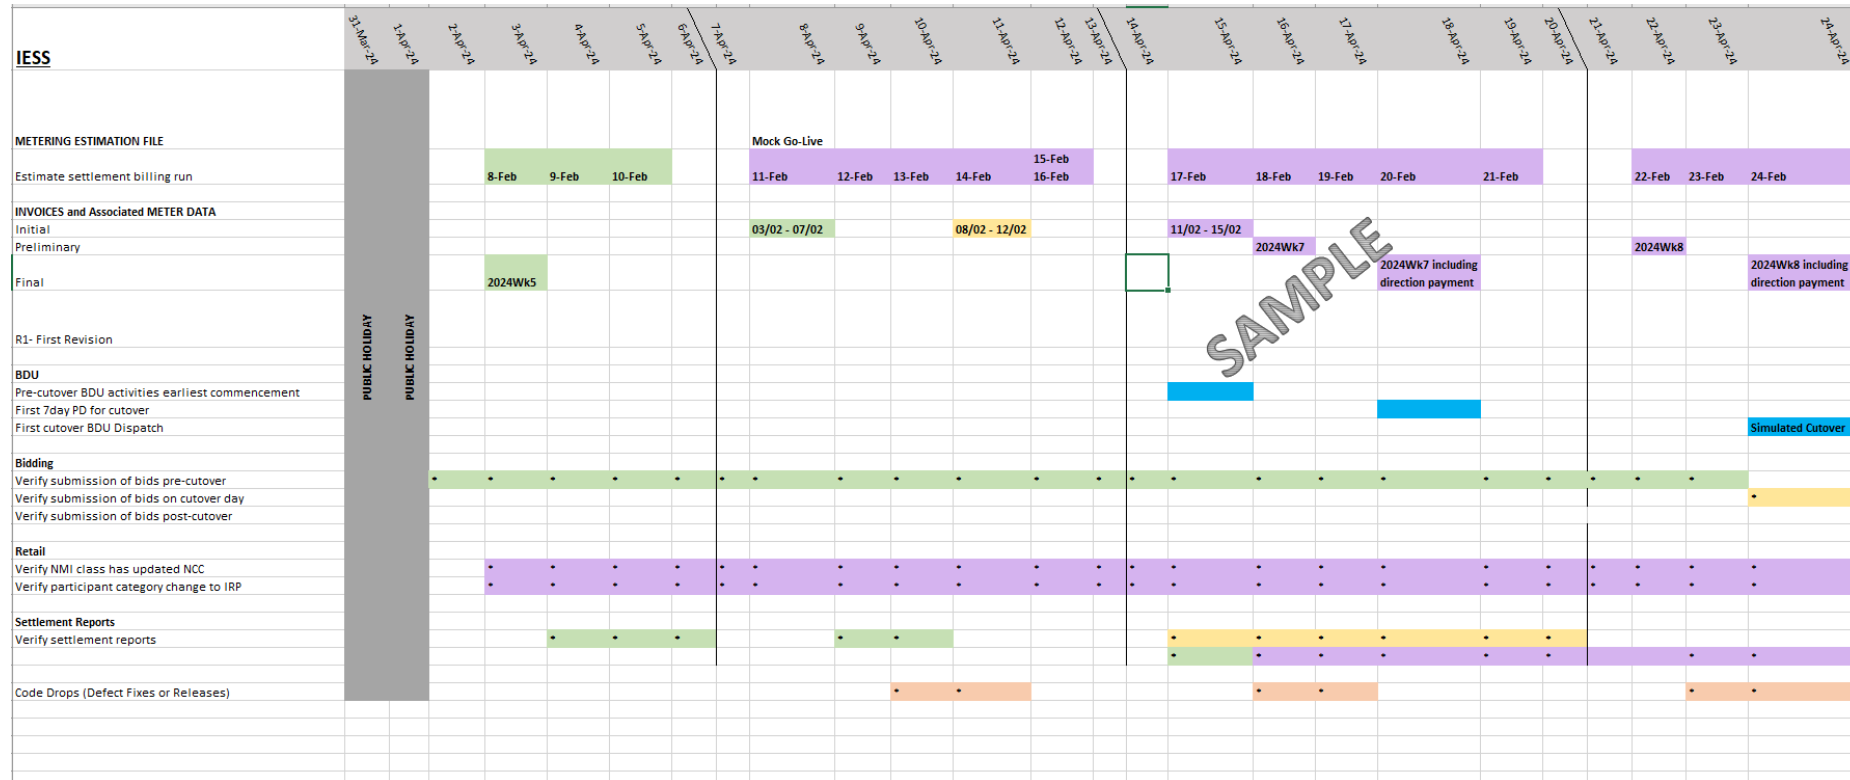 31-Mar-24 1-Apr-24 2-Apr-24 3-Apr-24 4-Apr-24 5-Apr-24 6-Apr-24 7-Apr-24 8-Apr-24 9-Apr-24 10-Apr-24 11-Apr-24 12-Apr-24 13-Apr-24 14-Apr-24 15-Apr-24 16-Apr-24 17-Apr-24 18-Apr-24 19-Apr-24 20-Apr-24 21-Apr-24 22-Apr-24 23-Apr-24 24-Apr-24
IESS
METERING ESTIMATION FILE Mock Go-Live
15-Feb
Estimate settlement billing run 8-Feb 9-Feb 10-Feb 11-Feb 12-Feb 13-Feb 14-Feb 16-Feb 17-Feb 18-Feb 19-Feb 20-Feb 21-Feb 22-Feb 23-Feb 24-Feb
INVOICES and Associated METER DATA
Initial 03/02 - 07/02 08/02 - 12/02 11/02 - 15/02
Preliminary 2024Wk7 2024Wk8
2024Wk7 including 2024Wk8 including
Final 2024Wk5 direction payment direction payment
SAMPLE
R1- First Revision
PUBLIC HOLIDAY
PUBLIC HOLIDAY
BDU
Pre-cutover BDU activities earliest commencement
First 7day PD for cutover
First cutover BDU Dispatch Simulated Cutover
Bidding
Verify submission of bids pre-cutover * * * * * * * * * * * * * * * * * * * * * *
Verify submission of bids on cutover day *
Verify submission of bids post-cutover
Retail
Verify NMI class has updated NCC * * * * * * * * * * * * * * * * * * * * * *
Verify participant category change to IRP * * * * * * * * * * * * * * * * * * * * * *
Settlement Reports
Verify settlement reports * * * * * * * * * * *
* * * * * * * *
Code Drops (Defect Fixes or Releases) * * * * * *